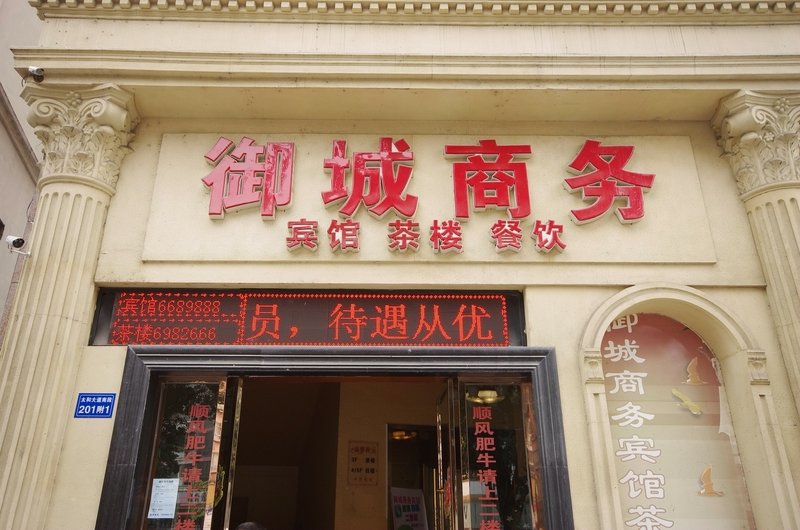 御城商务
宾馆 茶楼 餐饮
宾馆6689888
茶楼6982666
员，待遇从优
太和大道南段
201附1
顺风肥牛请上二楼
顺风肥牛请上二楼
御城商务宾馆茶